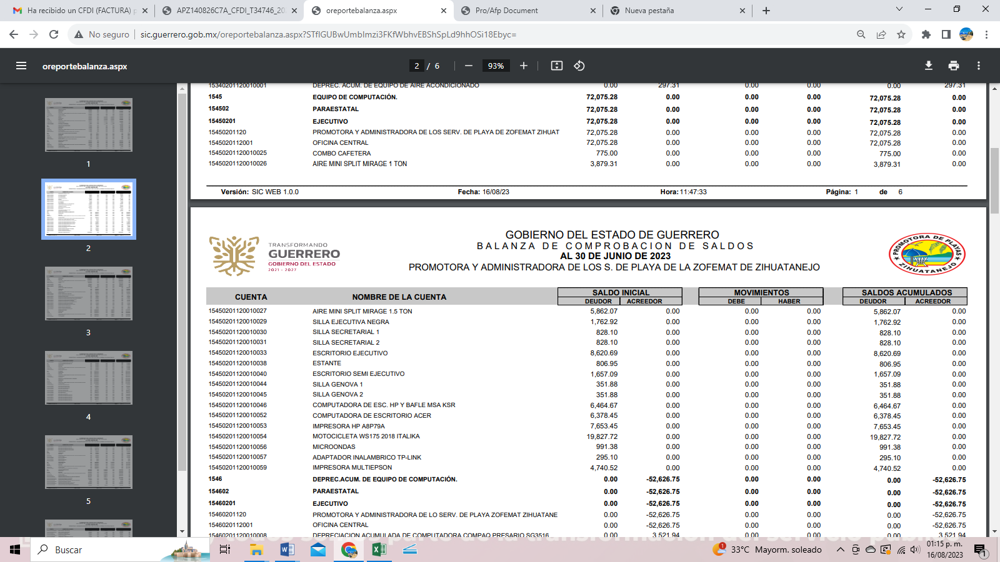 Ha recibido un CFDI (FACTURA) p
APZ140826C7A_CFDI_T34746_20
oreportebalanza.aspx
Pro/Afp Document
Nueva pestaña
No seguro
sic.guerrero.gob.mx/oreportebalanza.aspx?STflGUBwUmbImzi3FKfWbhvEBShSpLd9hhOSi18Ebyc=
oreportebalanza.aspx
2 / 6
93%
15340201120010001 DEPREC. ACUM. DE EQUIPO DE AIRE ACONDICIONADO 0.00 297.31 0.00 0.00 0.00 297.31
1545 EQUIPO DE COMPUTACIÓN. 72,075.28 0.00 0.00 0.00 72,075.28 0.00
154502 PARAESTATAL 72,075.28 0.00 0.00 0.00 72,075.28 0.00
15450201 EJECUTIVO 72,075.28 0.00 0.00 0.00 72,075.28 0.00
15450201120 PROMOTORA Y ADMINISTRADORA DE LOS SERV. DE PLAYA DE ZOFEMAT ZIHUAT 72,075.28 0.00 0.00 0.00 72,075.28 0.00
1545020112001 OFICINA CENTRAL 72,075.28 0.00 0.00 0.00 72,075.28 0.00
15450201120010025 COMBO CAFETERA 775.00 0.00 0.00 0.00 775.00 0.00
15450201120010026 AIRE MINI SPLIT MIRAGE 1 TON 3,879.31 0.00 0.00 0.00 3,879.31 0.00
Versión: SIC WEB 1.0.0 Fecha: 16/08/23 Hora: 11:47:33 Página: 1 de 6
TRANSFORMANDO
GUERRERO
GOBIERNO DEL ESTADO
2021 - 2027
GOBIERNO DEL ESTADO DE GUERRERO
BALANZA DE COMPROBACION DE SALDOS
AL 30 DE JUNIO DE 2023
PROMOTORA Y ADMINISTRADORA DE LOS S. DE PLAYA DE LA ZOFEMAT DE ZIHUATANEJO
PROMOTORA DE PLAYAS
ZIHUATANEJO
CUENTA NOMBRE DE LA CUENTA SALDO INICIAL MOVIMIENTOS SALDOS ACUMULADOS
DEUDOR ACREEDOR DEBE HABER DEUDOR ACREEDOR
15450201120010027 AIRE MINI SPLIT MIRAGE 1.5 TON 5,862.07 0.00 0.00 0.00 5,862.07 0.00
15450201120010029 SILLA EJECUTIVA NEGRA 1,762.92 0.00 0.00 0.00 1,762.92 0.00
15450201120010030 SILLA SECRETARIAL 1 828.10 0.00 0.00 0.00 828.10 0.00
15450201120010031 SILLA SECRETARIAL 2 828.10 0.00 0.00 0.00 828.10 0.00
15450201120010033 ESCRITORIO EJECUTIVO 8,620.69 0.00 0.00 0.00 8,620.69 0.00
15450201120010038 ESTANTE 806.95 0.00 0.00 0.00 806.95 0.00
15450201120010040 ESCRITORIO SEMI EJECUTIVO 1,657.09 0.00 0.00 0.00 1,657.09 0.00
15450201120010044 SILLA GENOVA 1 351.88 0.00 0.00 0.00 351.88 0.00
15450201120010045 SILLA GENOVA 2 351.88 0.00 0.00 0.00 351.88 0.00
15450201120010046 COMPUTADORA DE ESC. HP Y BAFLE MSA KSR 6,464.67 0.00 0.00 0.00 6,464.67 0.00
15450201120010052 COMPUTADORA DE ESCRITORIO ACER 6,378.45 0.00 0.00 0.00 6,378.45 0.00
15450201120010053 IMPRESORA HP A8P79A 7,653.45 0.00 0.00 0.00 7,653.45 0.00
15450201120010054 MOTOCICLETA WS175 2018 ITALIKA 19,827.72 0.00 0.00 0.00 19,827.72 0.00
15450201120010056 MICROONDAS 991.38 0.00 0.00 0.00 991.38 0.00
15450201120010057 ADAPTADOR INALAMBRICO TP-LINK 295.10 0.00 0.00 0.00 295.10 0.00
15450201120010059 IMPRESORA MULTIEPSON 4,740.52 0.00 0.00 0.00 4,740.52 0.00
1546 DEPREC.ACUM. DE EQUIPO DE COMPUTACIÓN. 0.00 -52,626.75 0.00 0.00 0.00 -52,626.75
154602 PARAESTATAL 0.00 -52,626.75 0.00 0.00 0.00 -52,626.75
15460201 EJECUTIVO 0.00 -52,626.75 0.00 0.00 0.00 -52,626.75
15460201120 PROMOTORA Y ADMINISTRADORA DE LO SERV. DE PLAYA ZOFEMAT ZIHUATANE 0.00 -52,626.75 0.00 0.00 0.00 -52,626.75
1546020112001 OFICINA CENTRAL 0.00 -52,626.75 0.00 0.00 0.00 -52,626.75
15460201120010008 DEPRECIACION ACUMULADA DE COMPUTADORA COMPAQ PRESARIO SG3516 0.00 3,521.94 0.00 0.00 0.00 3,521.94
1
2
3
4
5
Buscar
1
33°C Mayorm. soleado
01:15 p. m.
16/08/2023
1